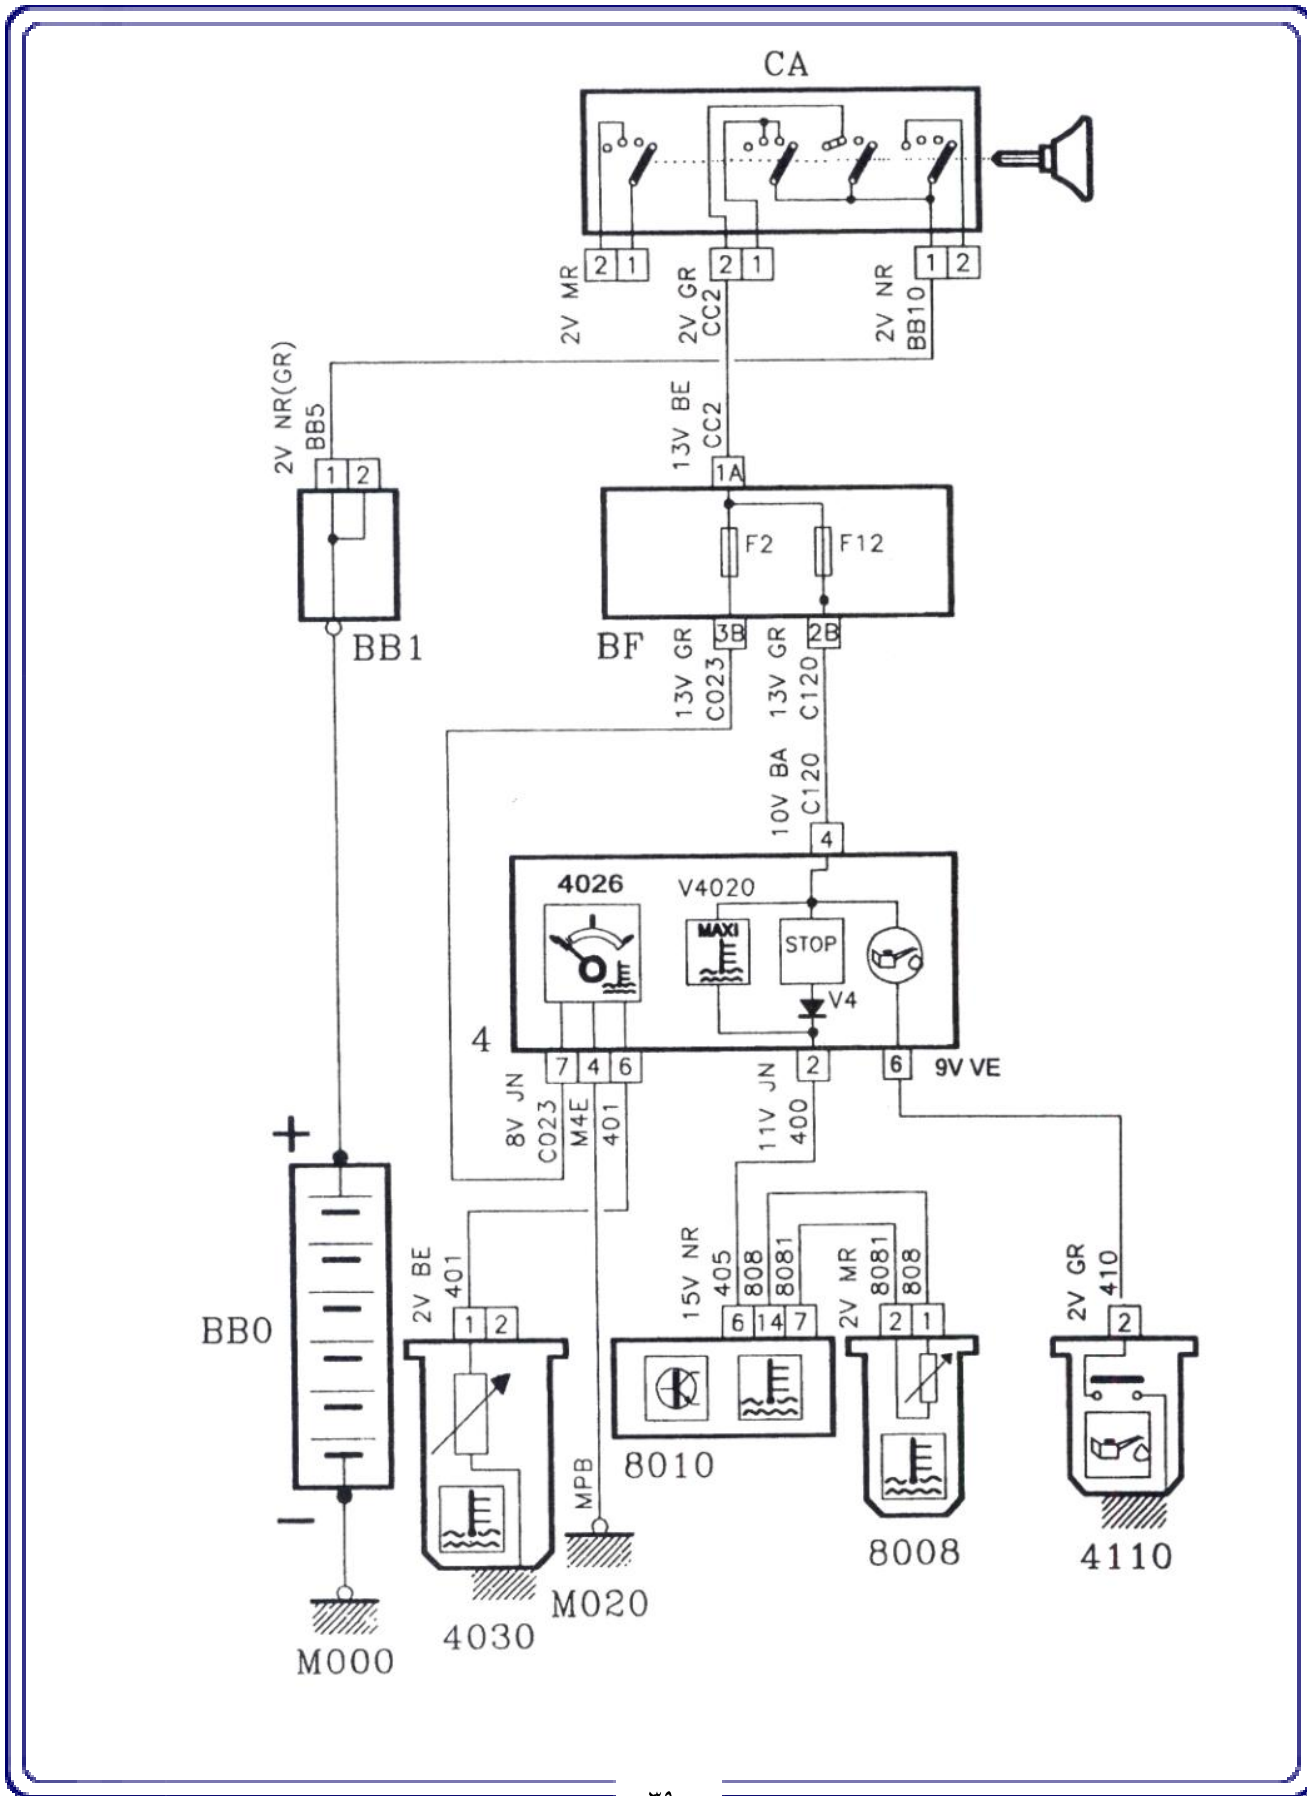 CA
2 1
2 1
1 2
2V MR
2V GR
CC2
2V NR
BB10
2V NR(GR)
BB5
13V BE
CC2
1 2
1A
F2
F12
BB1
BF
3B
2B
13V GR
C023
13V GR
C120
10V BA
C120
4
4026
V4020
MAXI
STOP
V4
4
7 4 6
2
6
9V VE
8V JN
C023
M4E
401
11V JN
400
+
BB0
−
M000
2V BE
401
1 2
4030
MPB
M020
15V NR
405
808
8081
6 14 7
8010
2V MR
8081
808
2 1
8008
2V GR
410
2
4110